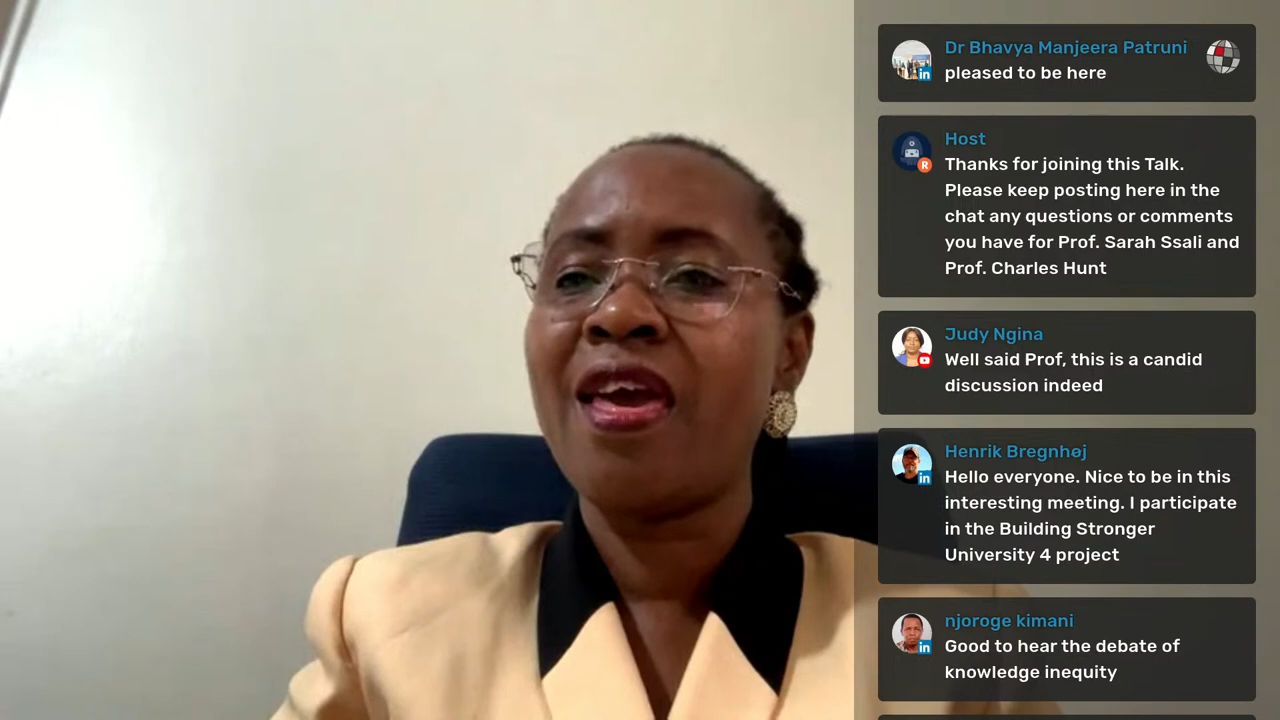 Dr Bhavya Manjeera Patruni
pleased to be here
Host
Thanks for joining this Talk.
Please keep posting here in the
chat any questions or comments
you have for Prof. Sarah Ssali and
Prof. Charles Hunt
Judy Ngina
Well said Prof, this is a candid
discussion indeed
Henrik Bregnhøj
Hello everyone. Nice to be in this
interesting meeting. I participate
in the Building Stronger
University 4 project
njoroge kimani
Good to hear the debate of
knowledge inequity